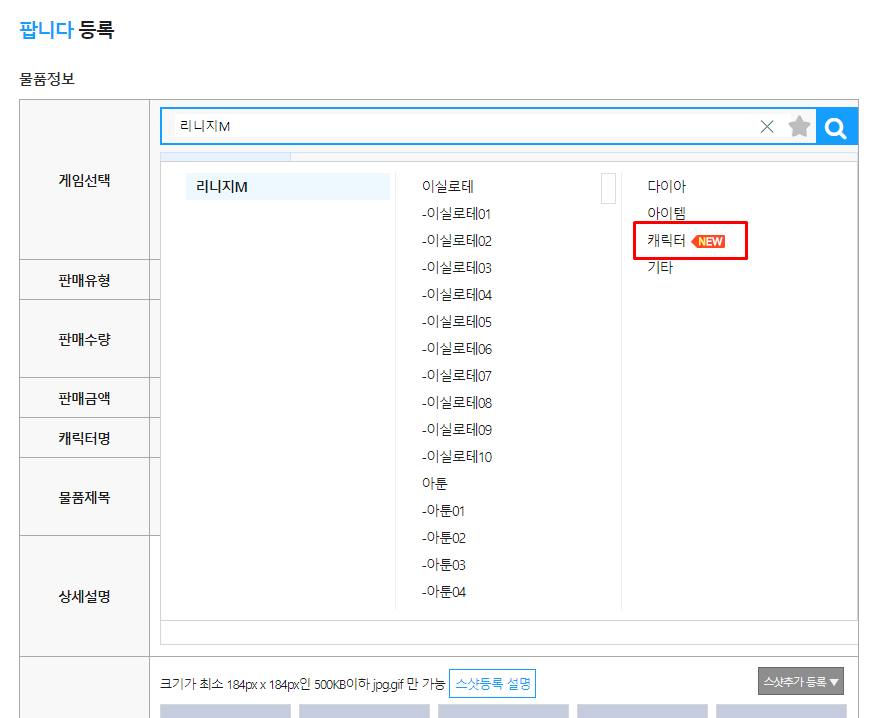 팝니다 등록
물품정보
게임선택
리니지M
리니지M
이실로테
-이실로테01
-이실로테02
-이실로테03
-이실로테04
-이실로테05
-이실로테06
-이실로테07
-이실로테08
-이실로테09
-이실로테10
아툰
-아툰01
-아툰02
-아툰03
-아툰04
다이아
아이템
캐릭터 NEW
기타
판매유형
판매수량
판매금액
캐릭터명
물품제목
상세설명
크기가 최소 184px x 184px인 500KB이하 jpg,gif 만 가능 스샷등록 설명
스샷추가 등록 ▼